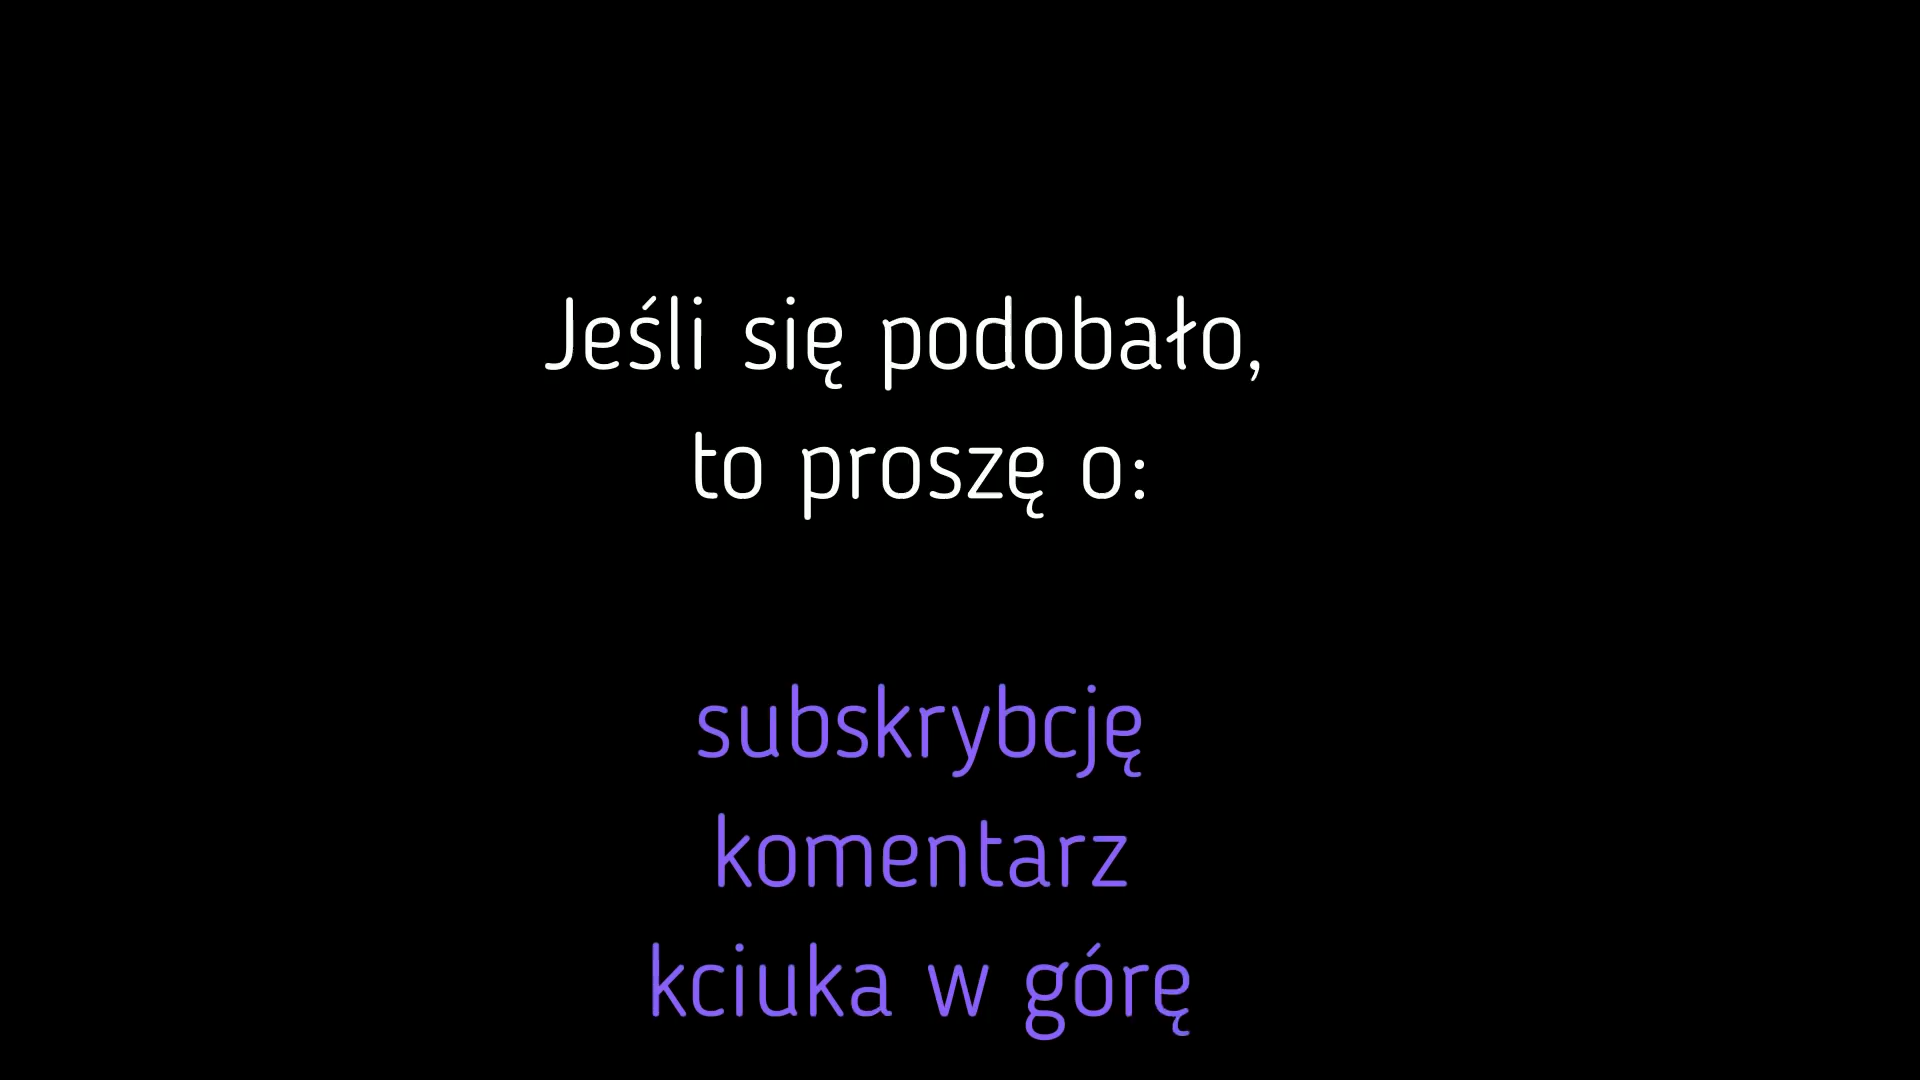 Jeśli się podobało,
to proszę o:
subskrybcję
komentarz
kciuka w górę